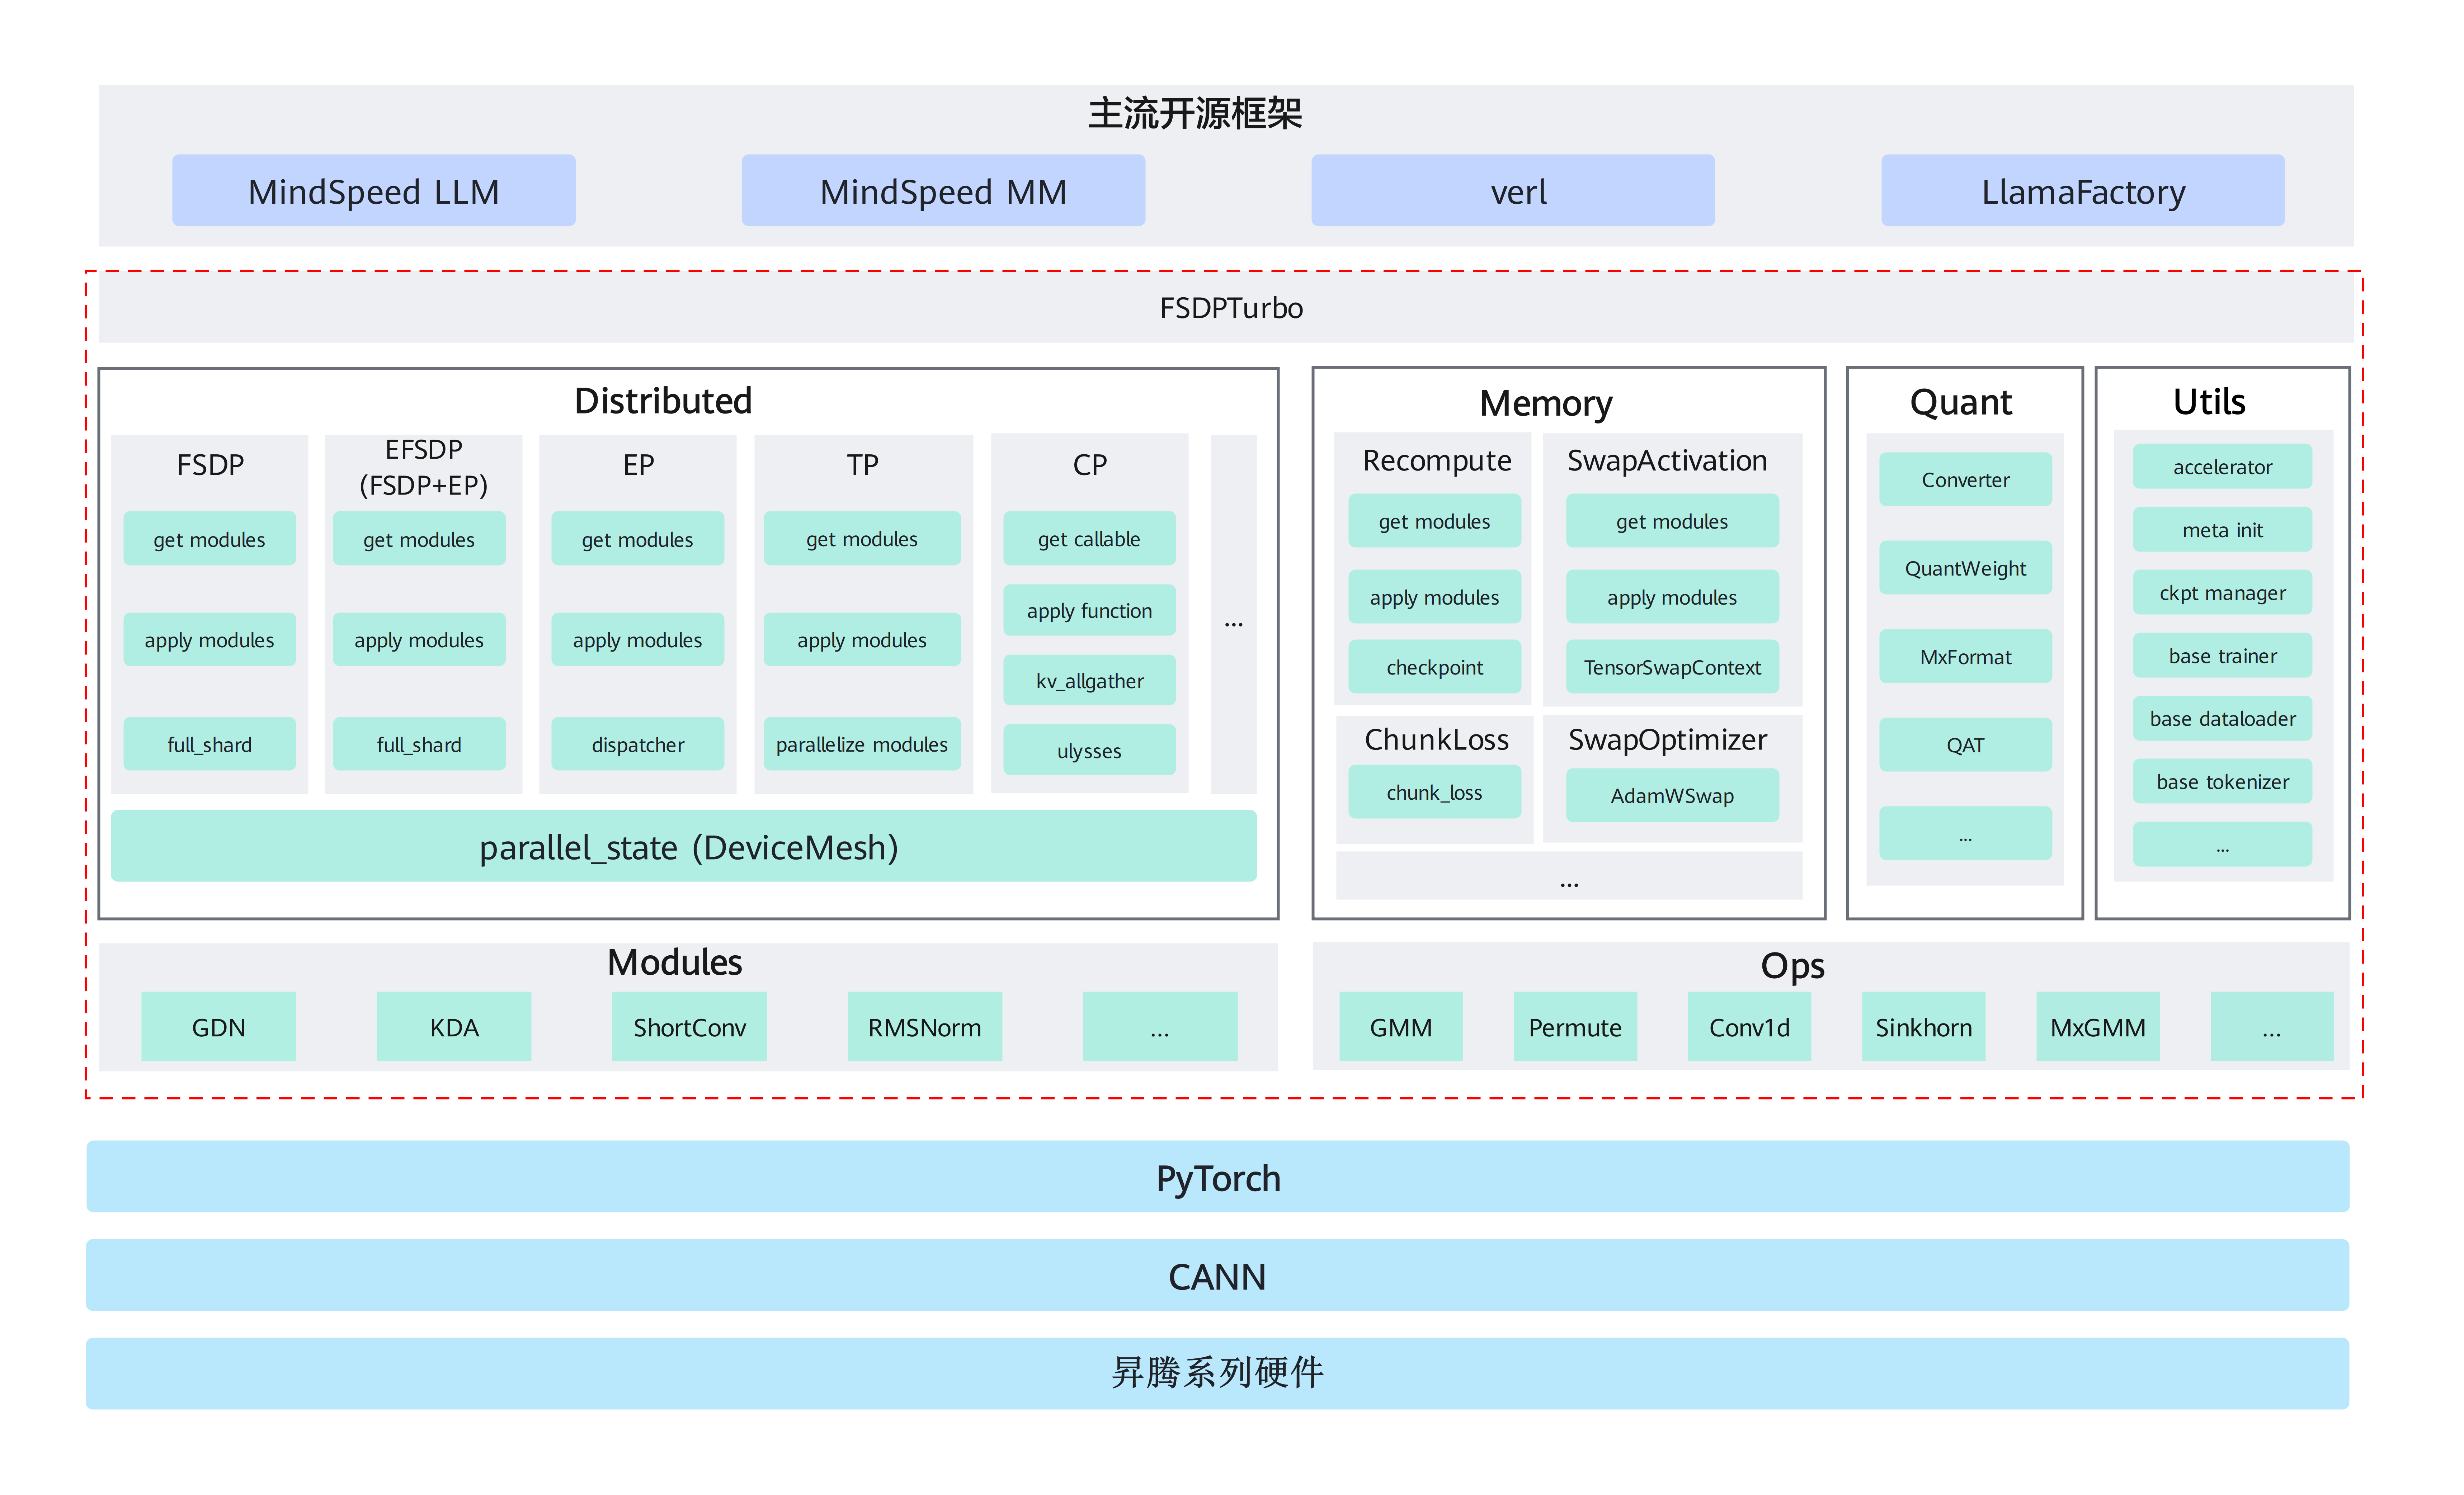 主流开源框架
MindSpeed LLM
MindSpeed MM
verl
LlamaFactory
FSDPTurbo
Distributed
FSDP
get modules
apply modules
full_shard
EFSDP
(FSDP+EP)
get modules
apply modules
full_shard
EP
get modules
apply modules
dispatcher
TP
get modules
apply modules
parallelize modules
CP
get callable
apply function
kv_allgather
ulysses
...
parallel_state (DeviceMesh)
Memory
Recompute
get modules
apply modules
checkpoint
SwapActivation
get modules
apply modules
TensorSwapContext
ChunkLoss
chunk_loss
SwapOptimizer
AdamWSwap
...
Quant
Converter
QuantWeight
MxFormat
QAT
...
Utils
accelerator
meta init
ckpt manager
base trainer
base dataloader
base tokenizer
...
Modules
GDN
KDA
ShortConv
RMSNorm
...
Ops
GMM
Permute
Conv1d
Sinkhorn
MxGMM
...
PyTorch
CANN
昇腾系列硬件